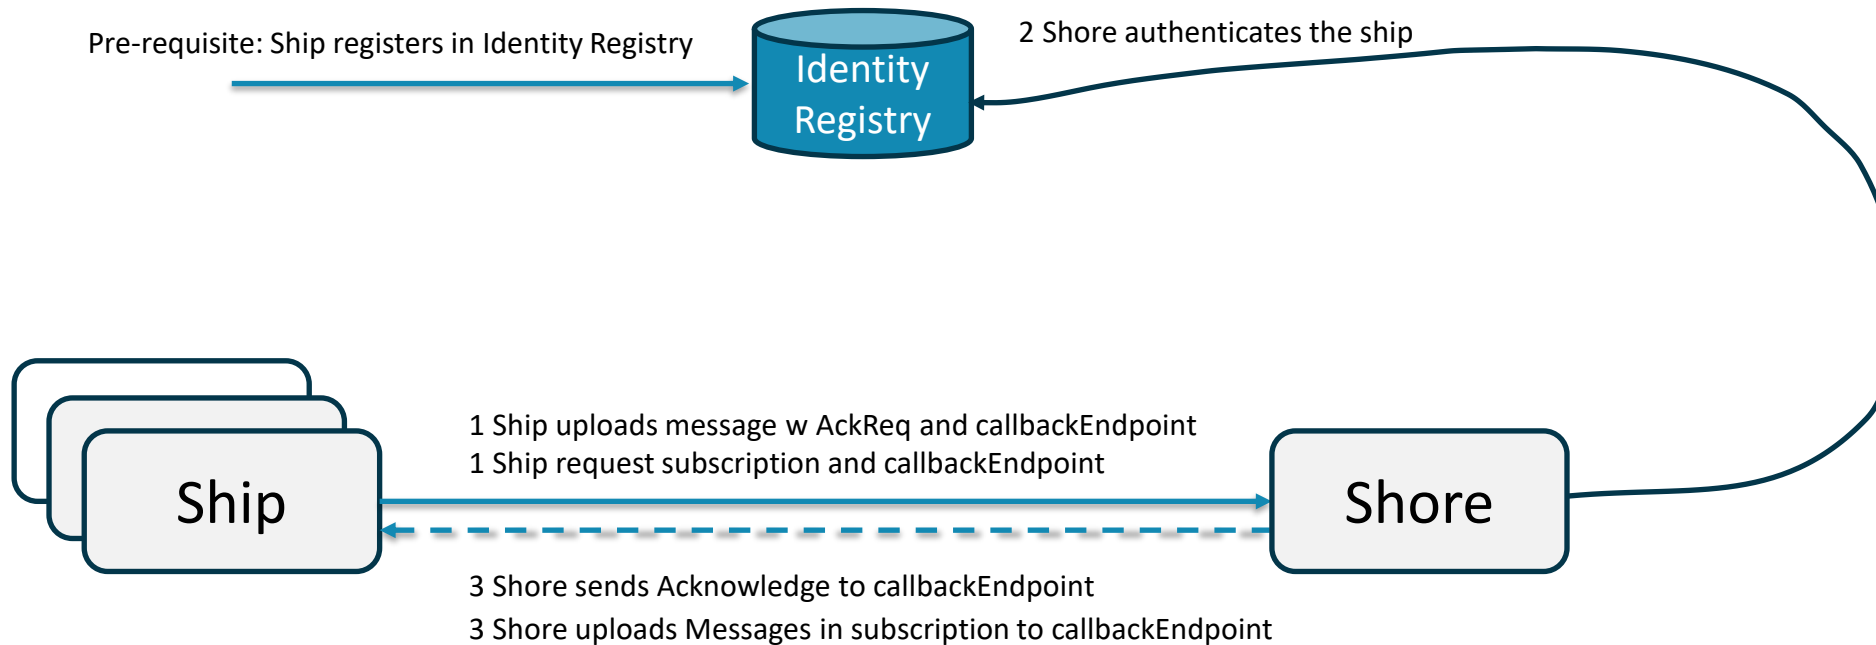 Pre-requisite: Ship registers in Identity Registry
Identity
Registry
2 Shore authenticates the ship
1 Ship uploads message w AckReq and callbackEndpoint
1 Ship request subscription and callbackEndpoint
Ship
Shore
3 Shore sends Acknowledge to callbackEndpoint
3 Shore uploads Messages in subscription to callbackEndpoint